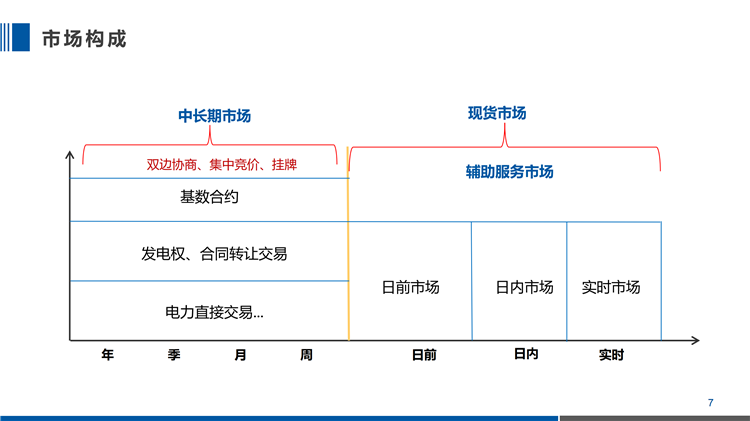 市场构成
中长期市场
现货市场
双边协商、集中竞价、挂牌
辅助服务市场
基数合约
发电权、合同转让交易
日前市场
日内市场
实时市场
电力直接交易...
年
季
月
周
日前
日内
实时
7